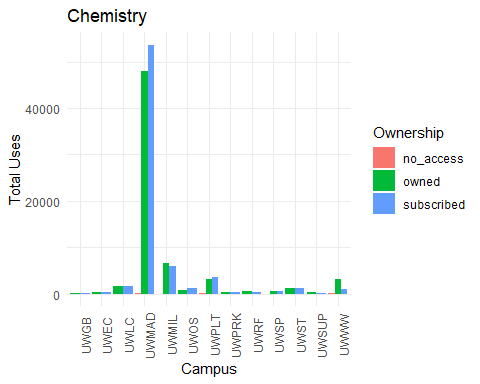 Chemistry
Total Uses
40000
20000
0
UWGB
UWEC
UWLC
UWMAD
UWMIL
UWOS
UWPLT
UWPRK
UWRF
UWSP
UWST
UWSUP
UWWW
Campus
Ownership
no_access
owned
subscribed